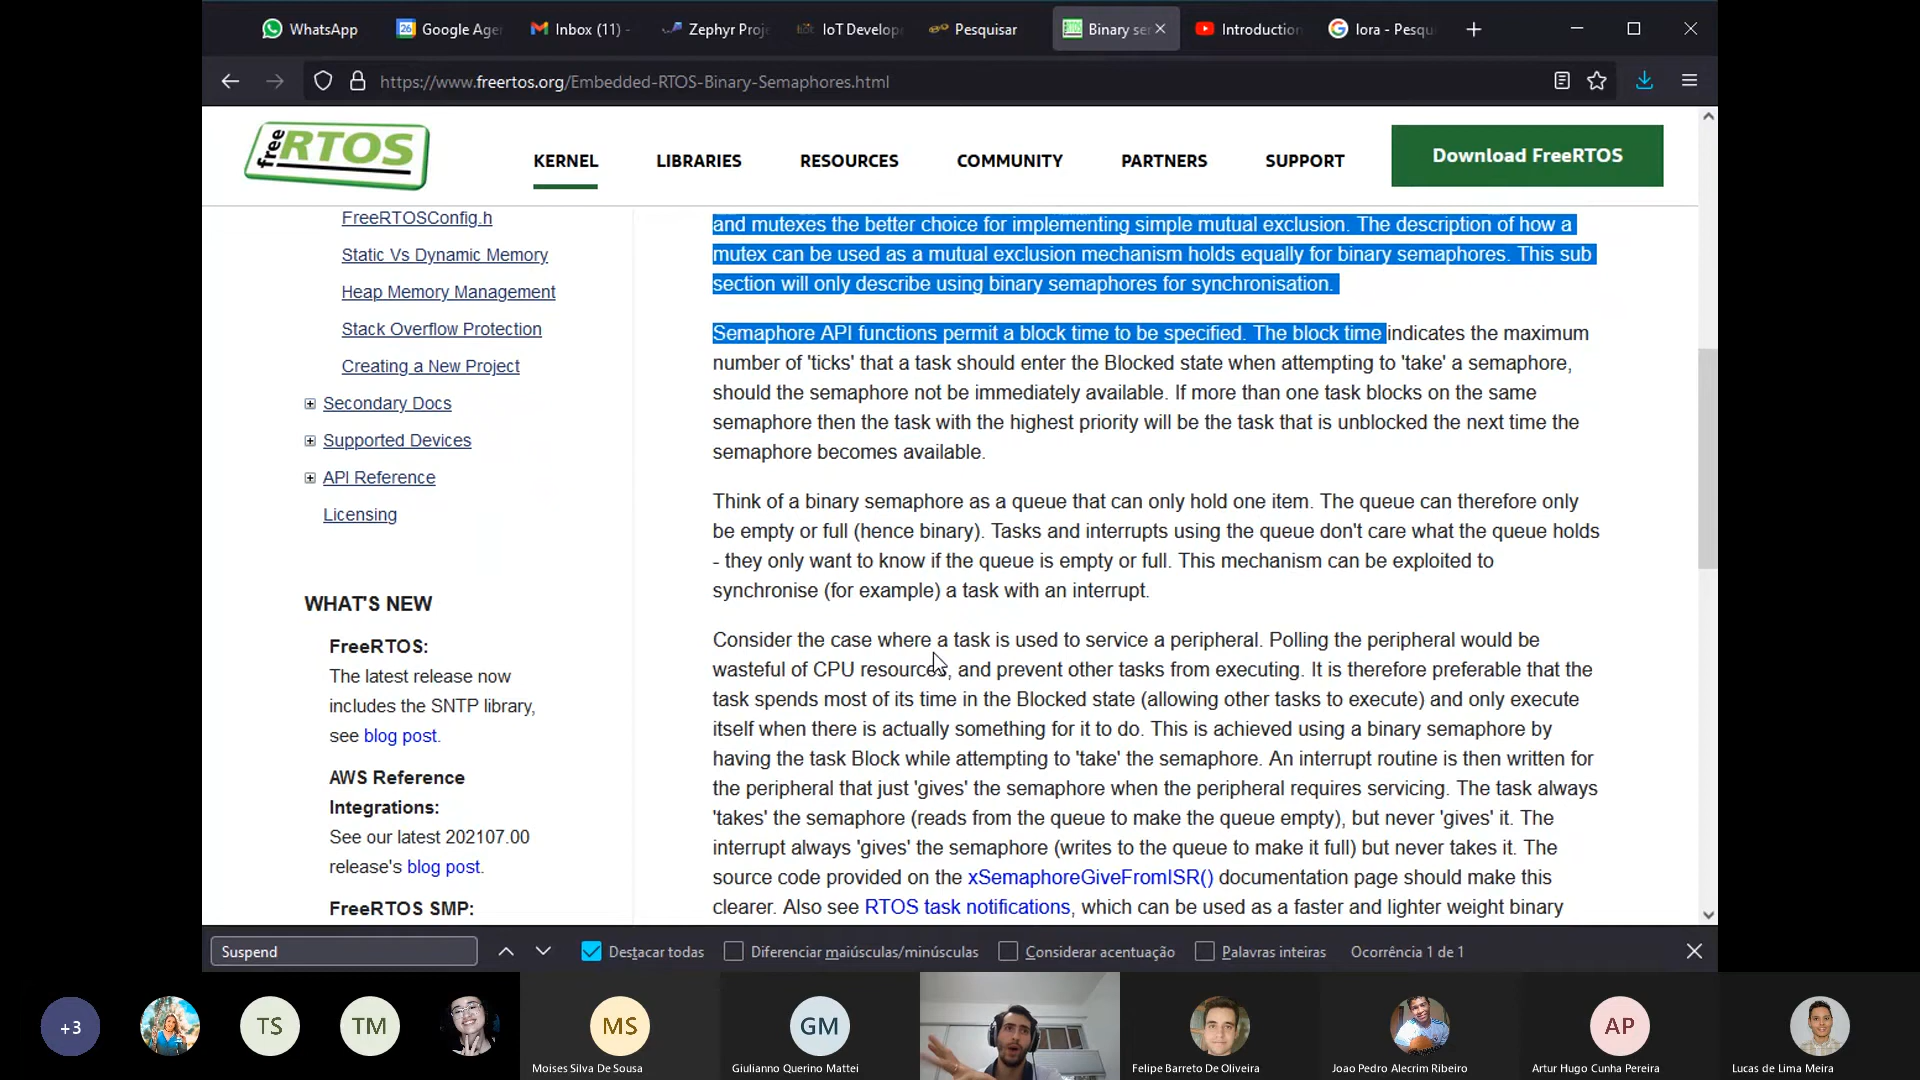 WhatsApp
Google Age
Inbox (11) -
Zephyr Proj
IoT Develop
Pesquisar
Binary se
Introduction
lora - Pesqu
https://www.freertos.org/Embedded-RTOS-Binary-Semaphores.html
free RTOS
KERNEL
LIBRARIES
RESOURCES
COMMUNITY
PARTNERS
SUPPORT
Download FreeRTOS
FreeRTOSConfig.h
Static Vs Dynamic Memory
Heap Memory Management
Stack Overflow Protection
Creating a New Project
Secondary Docs
Supported Devices
API Reference
Licensing
WHAT'S NEW
FreeRTOS:
The latest release now
includes the SNTP library,
see blog post.
AWS Reference
Integrations:
See our latest 202107.00
release's blog post.
FreeRTOS SMP:
and mutexes the better choice for implementing simple mutual exclusion. The description of how a
mutex can be used as a mutual exclusion mechanism holds equally for binary semaphores. This sub
section will only describe using binary semaphores for synchronisation.
Semaphore API functions permit a block time to be specified. The block time indicates the maximum
number of 'ticks' that a task should enter the Blocked state when attempting to 'take' a semaphore,
should the semaphore not be immediately available. If more than one task blocks on the same
semaphore then the task with the highest priority will be the task that is unblocked the next time the
semaphore becomes available.
Think of a binary semaphore as a queue that can only hold one item. The queue can therefore only
be empty or full (hence binary). Tasks and interrupts using the queue don't care what the queue holds
- they only want to know if the queue is empty or full. This mechanism can be exploited to
synchronise (for example) a task with an interrupt.
Consider the case where a task is used to service a peripheral. Polling the peripheral would be
wasteful of CPU resources, and prevent other tasks from executing. It is therefore preferable that the
task spends most of its time in the Blocked state (allowing other tasks to execute) and only execute
itself when there is actually something for it to do. This is achieved using a binary semaphore by
having the task Block while attempting to 'take' the semaphore. An interrupt routine is then written for
the peripheral that just 'gives' the semaphore when the peripheral requires servicing. The task always
'takes' the semaphore (reads from the queue to make the queue empty), but never 'gives' it. The
interrupt always 'gives' the semaphore (writes to the queue to make it full) but never takes it. The
source code provided on the xSemaphoreGiveFromISR() documentation page should make this
clearer. Also see RTOS task notifications, which can be used as a faster and lighter weight binary
Suspend
Destacar todas
Diferenciar maiúsculas/minúsculas
Considerar acentuação
Palavras inteiras
Ocorrência 1 de 1
+3
TS
TM
MS
GM
AP
Moises Silva De Sousa
Giulianno Querino Mattei
Felipe Barreto De Oliveira
Joao Pedro Alecrim Ribeiro
Artur Hugo Cunha Pereira
Lucas de Lima Meira